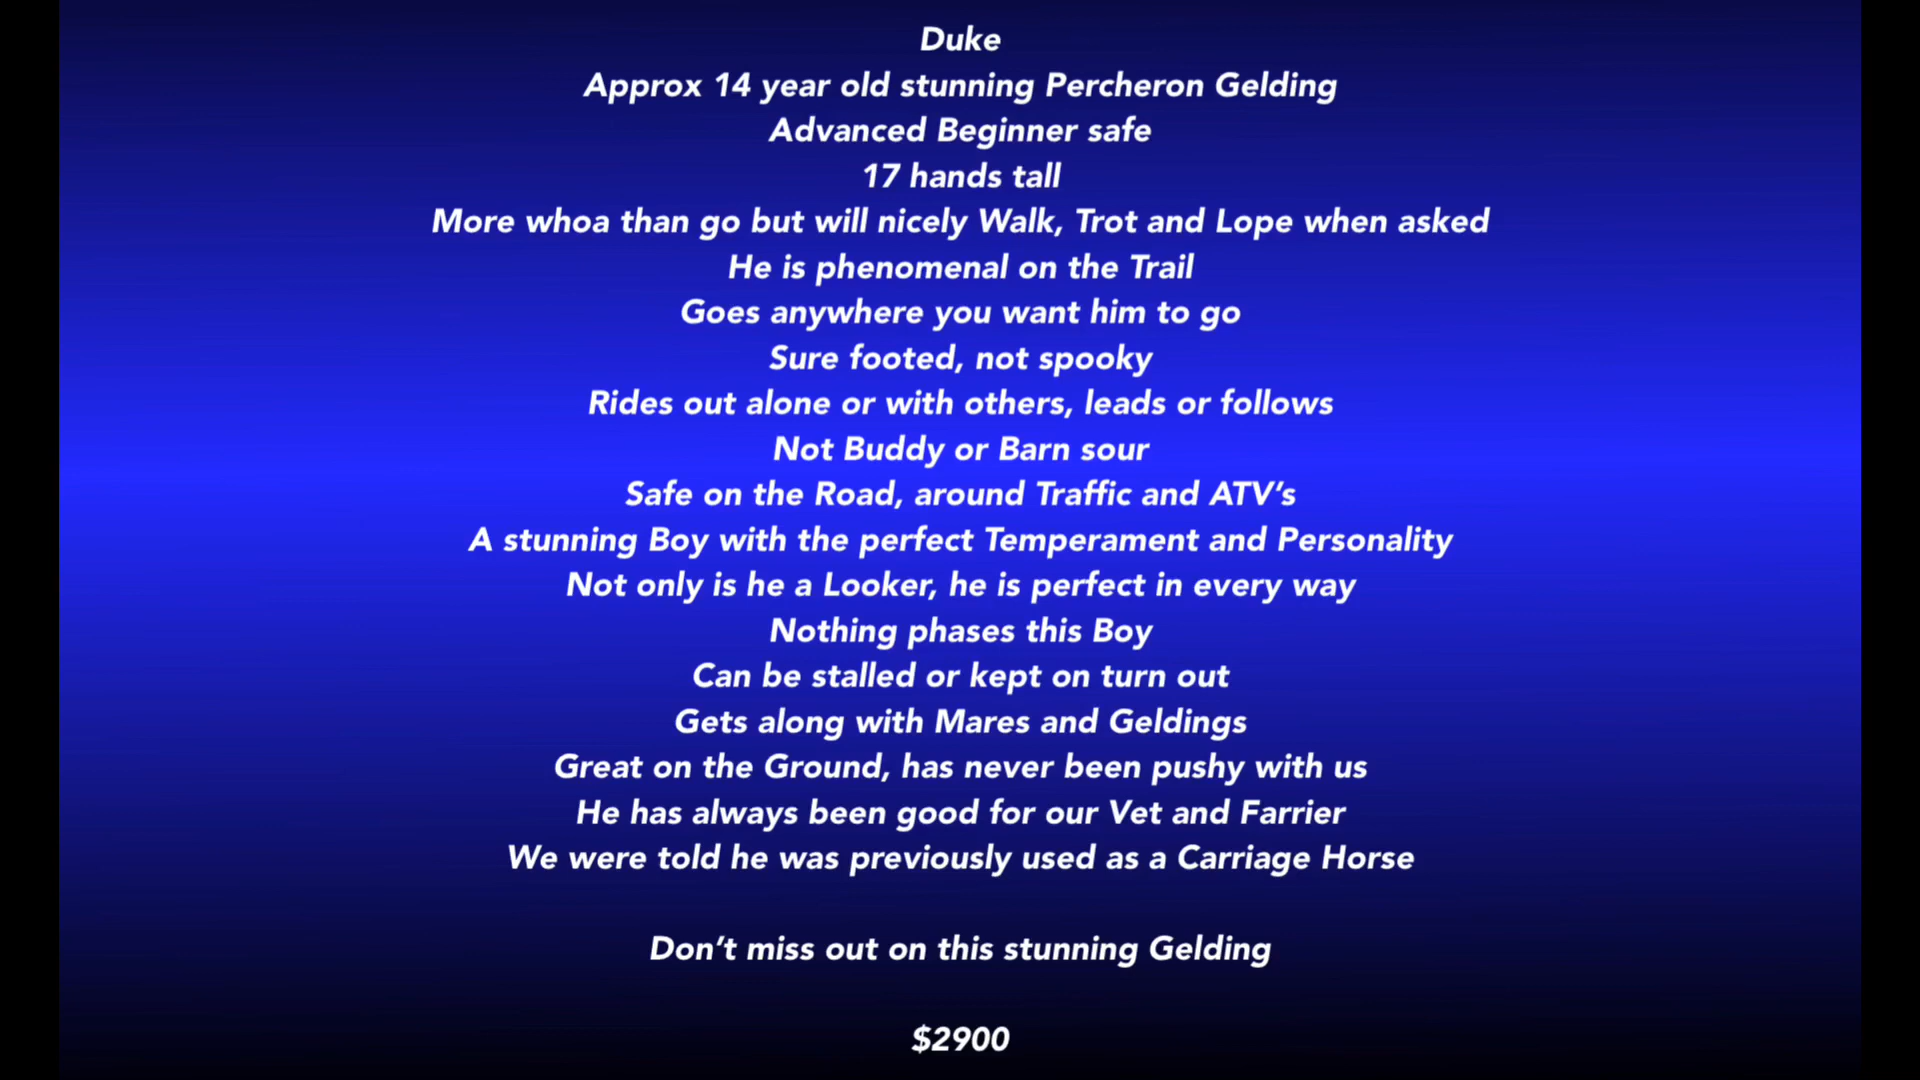 Duke
Approx 14 year old stunning Percheron Gelding
Advanced Beginner safe
17 hands tall
More whoa than go but will nicely Walk, Trot and Lope when asked
He is phenomenal on the Trail
Goes anywhere you want him to go
Sure footed, not spooky
Rides out alone or with others, leads or follows
Not Buddy or Barn sour
Safe on the Road, around Traffic and ATV’s
A stunning Boy with the perfect Temperament and Personality
Not only is he a Looker, he is perfect in every way
Nothing phases this Boy
Can be stalled or kept on turn out
Gets along with Mares and Geldings
Great on the Ground, has never been pushy with us
He has always been good for our Vet and Farrier
We were told he was previously used as a Carriage Horse
Don’t miss out on this stunning Gelding
$2900